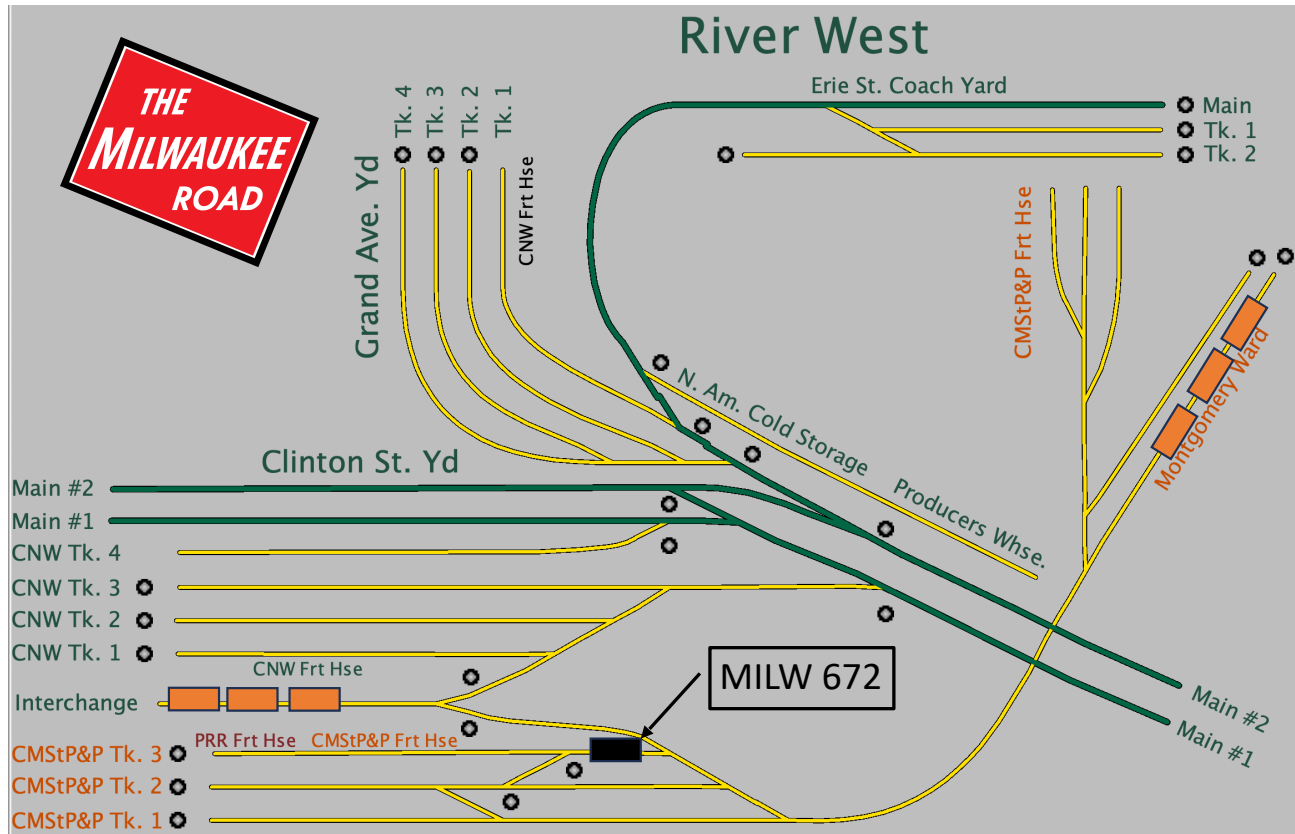 River West
THE
MILWAUKEE
ROAD
Erie St. Coach Yard
Main
Tk. 1
Tk. 2
Tk. 4
Tk. 3
Tk. 2
Tk. 1
Grand Ave. Yd
CNW Frt Hse
CMStP&P Frt Hse
Montgomery Ward
N. Am. Cold Storage
Producers Whse.
Clinton St. Yd
Main #2
Main #1
CNW Tk. 4
CNW Tk. 3
CNW Tk. 2
CNW Tk. 1
CNW Frt Hse
Interchange
MILW 672
Main #2
Main #1
PRR Frt Hse
CMStP&P Frt Hse
CMStP&P Tk. 3
CMStP&P Tk. 2
CMStP&P Tk. 1